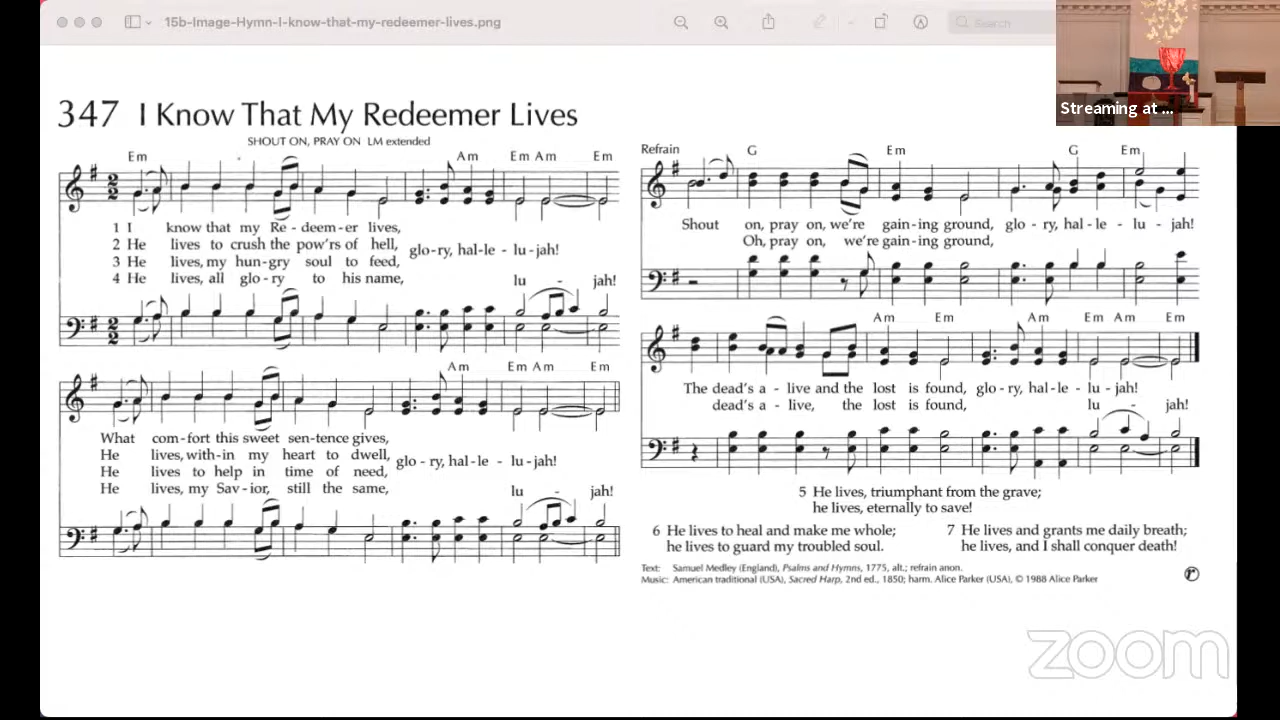 15b-Image-Hymn-I-know-that-my-redeemer-lives.png
Search
Streaming at ...
347 I Know That My Redeemer Lives
SHOUT ON, PRAY ON LM extended
Em Am Em Am Em
1 I know that my Re - deem - er lives,
2 He lives to crush the pow'rs of hell,
3 He lives, my hun - gry soul to feed,
4 He lives, all glo - ry to his name,
glo - ry, hal - le - lu - jah!
lu - jah!
Am Em Am Em
What com - fort this sweet sen - tence gives,
He lives, with - in my heart to dwell,
He lives to help in time of need,
He lives, my Sav - ior, still the same,
glo - ry, hal - le - lu - jah!
lu - jah!
Refrain G Em G Em
Shout on, pray on, we're gain - ing ground, glo - ry, hal - le - lu - jah!
Oh, pray on, we're gain - ing ground,
Am Em Am Em Am Em
The dead's a - live and the lost is found, glo - ry, hal - le - lu - jah!
dead's a - live, the lost is found, lu - jah!
5 He lives, triumphant from the grave;
he lives, eternally to save!
6 He lives to heal and make me whole;
he lives to guard my troubled soul.
7 He lives and grants me daily breath;
he lives, and I shall conquer death!
Text: Samuel Medley (England), Psalms and Hymns, 1775, alt.; refrain anon.
Music: American traditional (USA), Sacred Harp, 2nd ed., 1850; harm. Alice Parker (USA), © 1988 Alice Parker
r
zoom